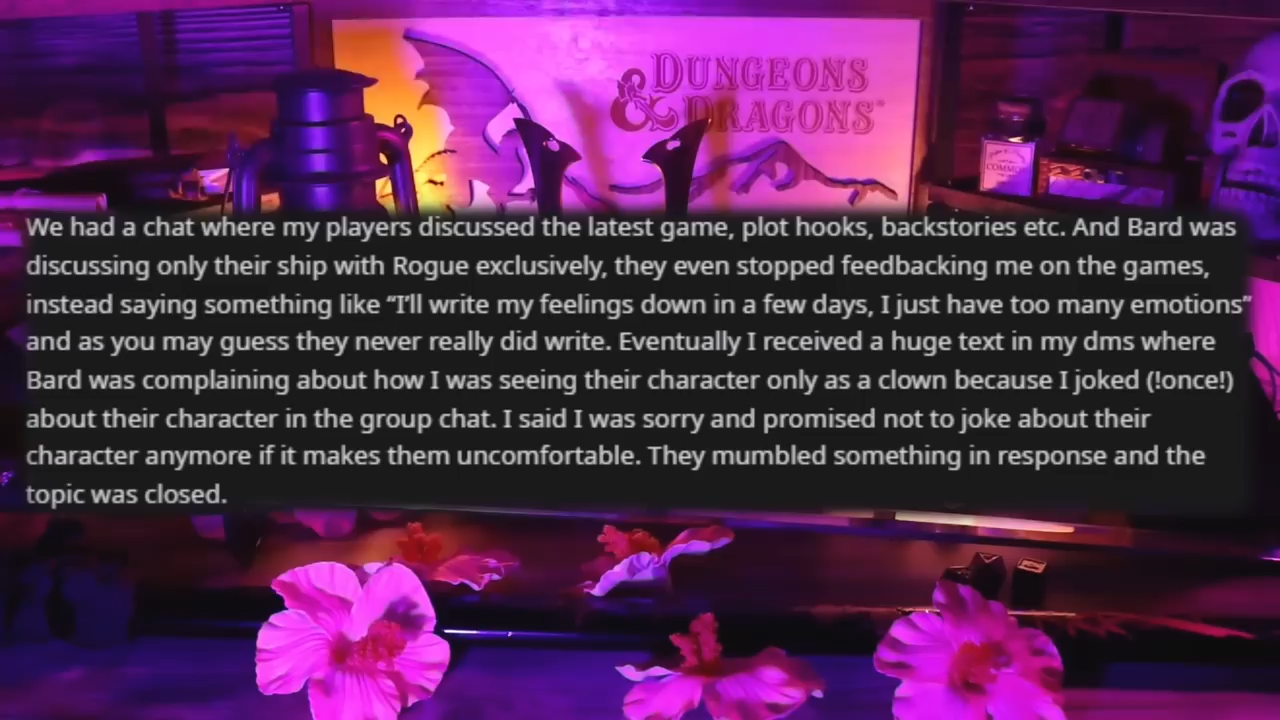 DUNGEONS
& DRAGONS
COMMO
We had a chat where my players discussed the latest game, plot hooks, backstories etc. And Bard was
discussing only their ship with Rogue exclusively, they even stopped feedbacking me on the games,
instead saying something like “I’ll write my feelings down in a few days, I just have too many emotions”
and as you may guess they never really did write. Eventually I received a huge text in my dms where
Bard was complaining about how I was seeing their character only as a clown because I joked (!once!)
about their character in the group chat. I said I was sorry and promised not to joke about their
character anymore if it makes them uncomfortable. They mumbled something in response and the
topic was closed.